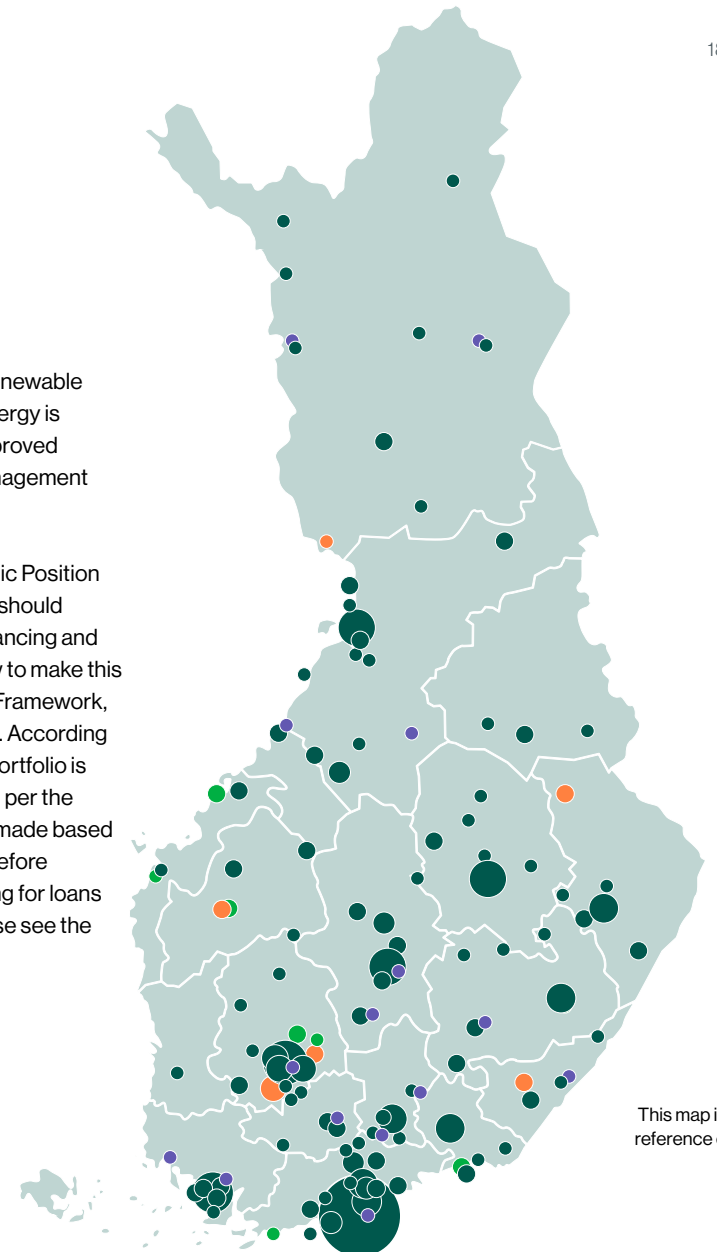 18
newable
ergy is
proved
nagement
ic Position
should
ancing and
v to make this
Framework,
. According
ortfolio is
per the
made based
efore
ng for loans
se see the
This map i
reference